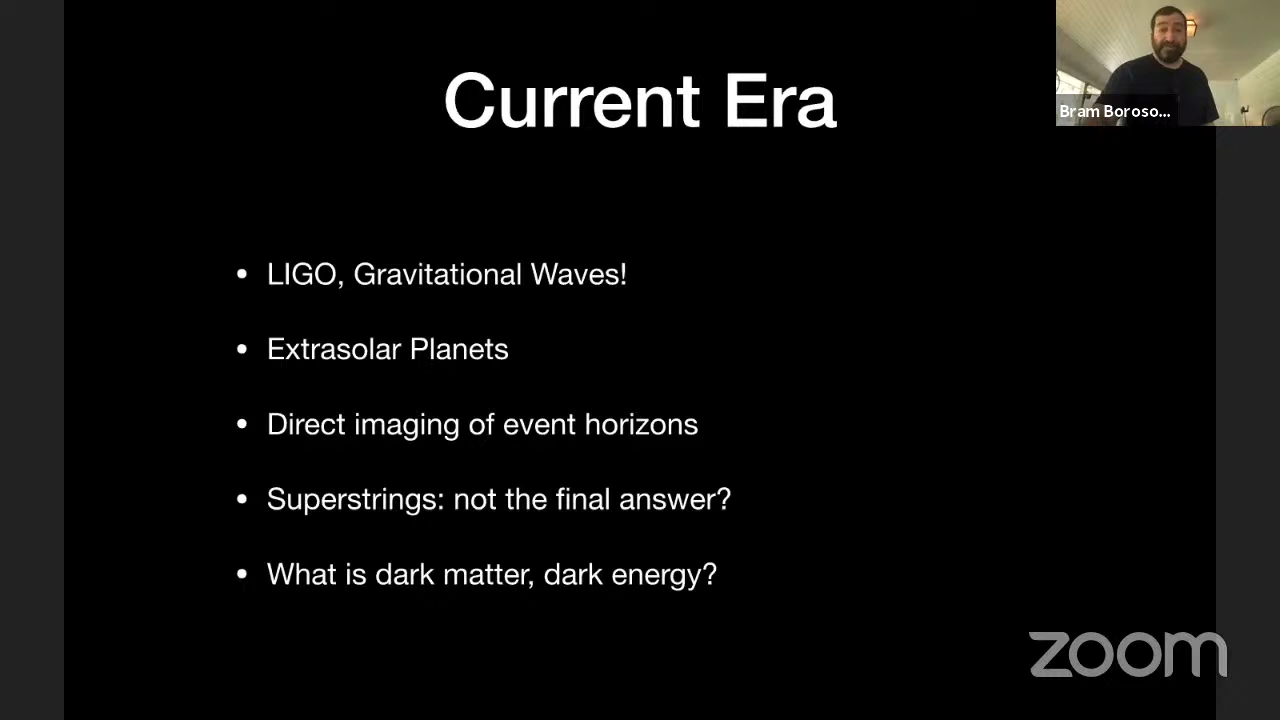 Current Era
Bram Boroso...
• LIGO, Gravitational Waves!
• Extrasolar Planets
• Direct imaging of event horizons
• Superstrings: not the final answer?
• What is dark matter, dark energy?
zoom